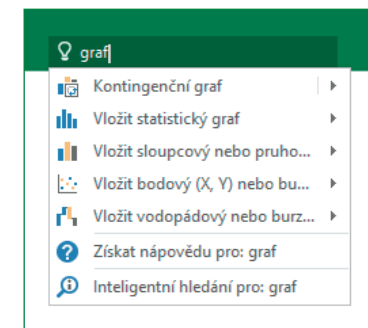 graf
Kontingenční graf
Vložit statistický graf
Vložit sloupcový nebo pruho...
Vložit bodový (X, Y) nebo bu...
Vložit vodopádový nebo burz...
Získat nápovědu pro: graf
Inteligentní hledání pro: graf